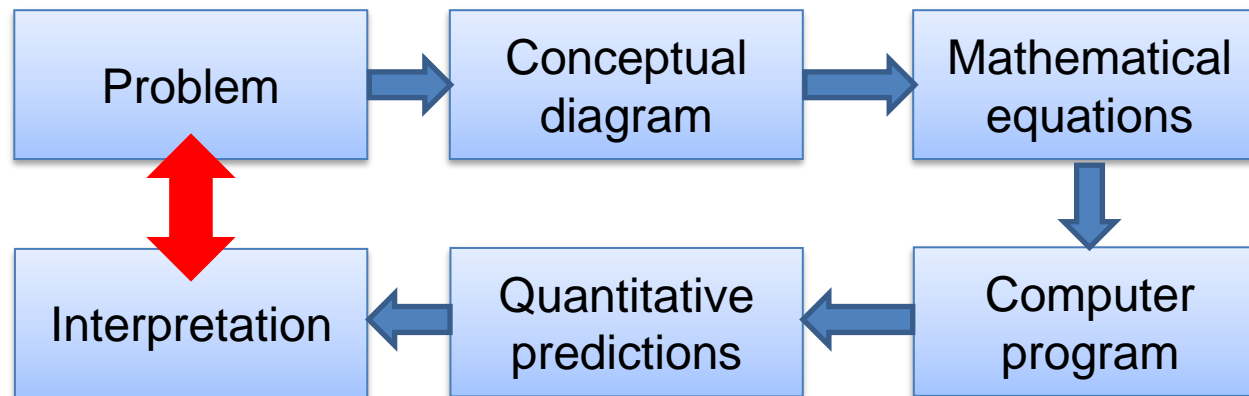 Problem
Conceptual
diagram
Mathematical
equations
Interpretation
Quantitative
predictions
Computer
program